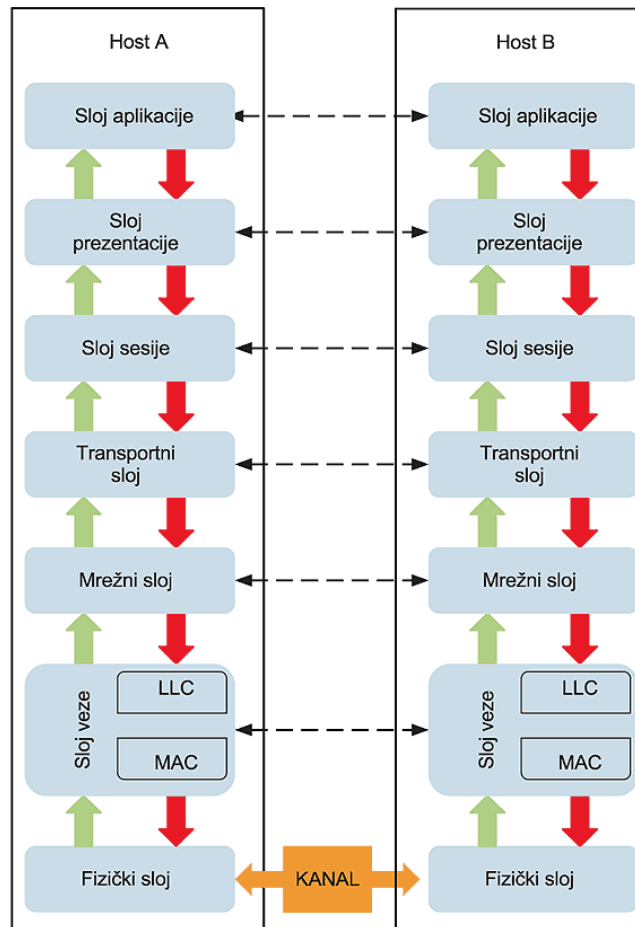 Host A
Sloj aplikacije
Sloj
prezentacije
Sloj sesije
Transportni
sloj
Mrežni sloj
Sloj veze
LLC
MAC
Fizički sloj
KANAL
Host B
Sloj aplikacije
Sloj
prezentacije
Sloj sesije
Transportni
sloj
Mrežni sloj
Sloj veze
LLC
MAC
Fizički sloj